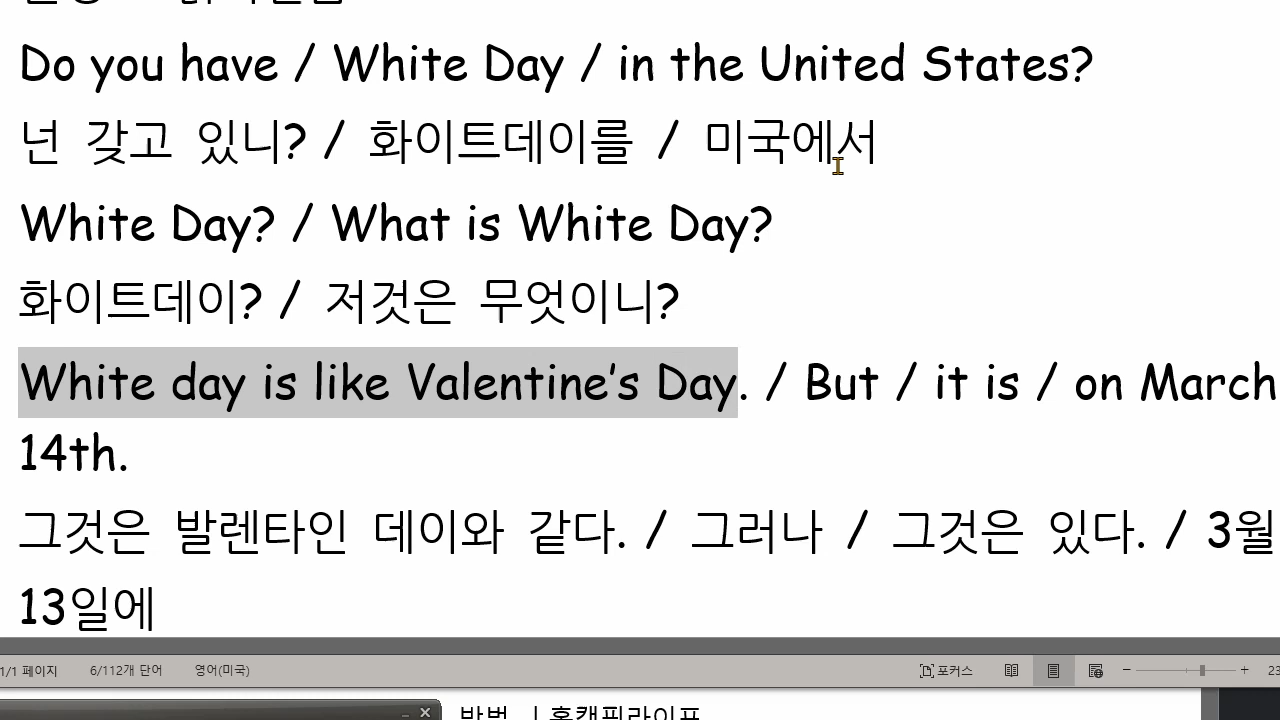 Do you have / White Day / in the United States?
넌 갖고 있니? / 화이트데이를 / 미국에서
White Day? / What is White Day?
화이트데이? / 저것은 무엇이니?
White day is like Valentine's Day. / But / it is / on March
14th.
그것은 발렌타인 데이와 같다. / 그러나 / 그것은 있다. / 3월
13일에
1/1 페이지 6/112개 단어 영어(미국) 포커스